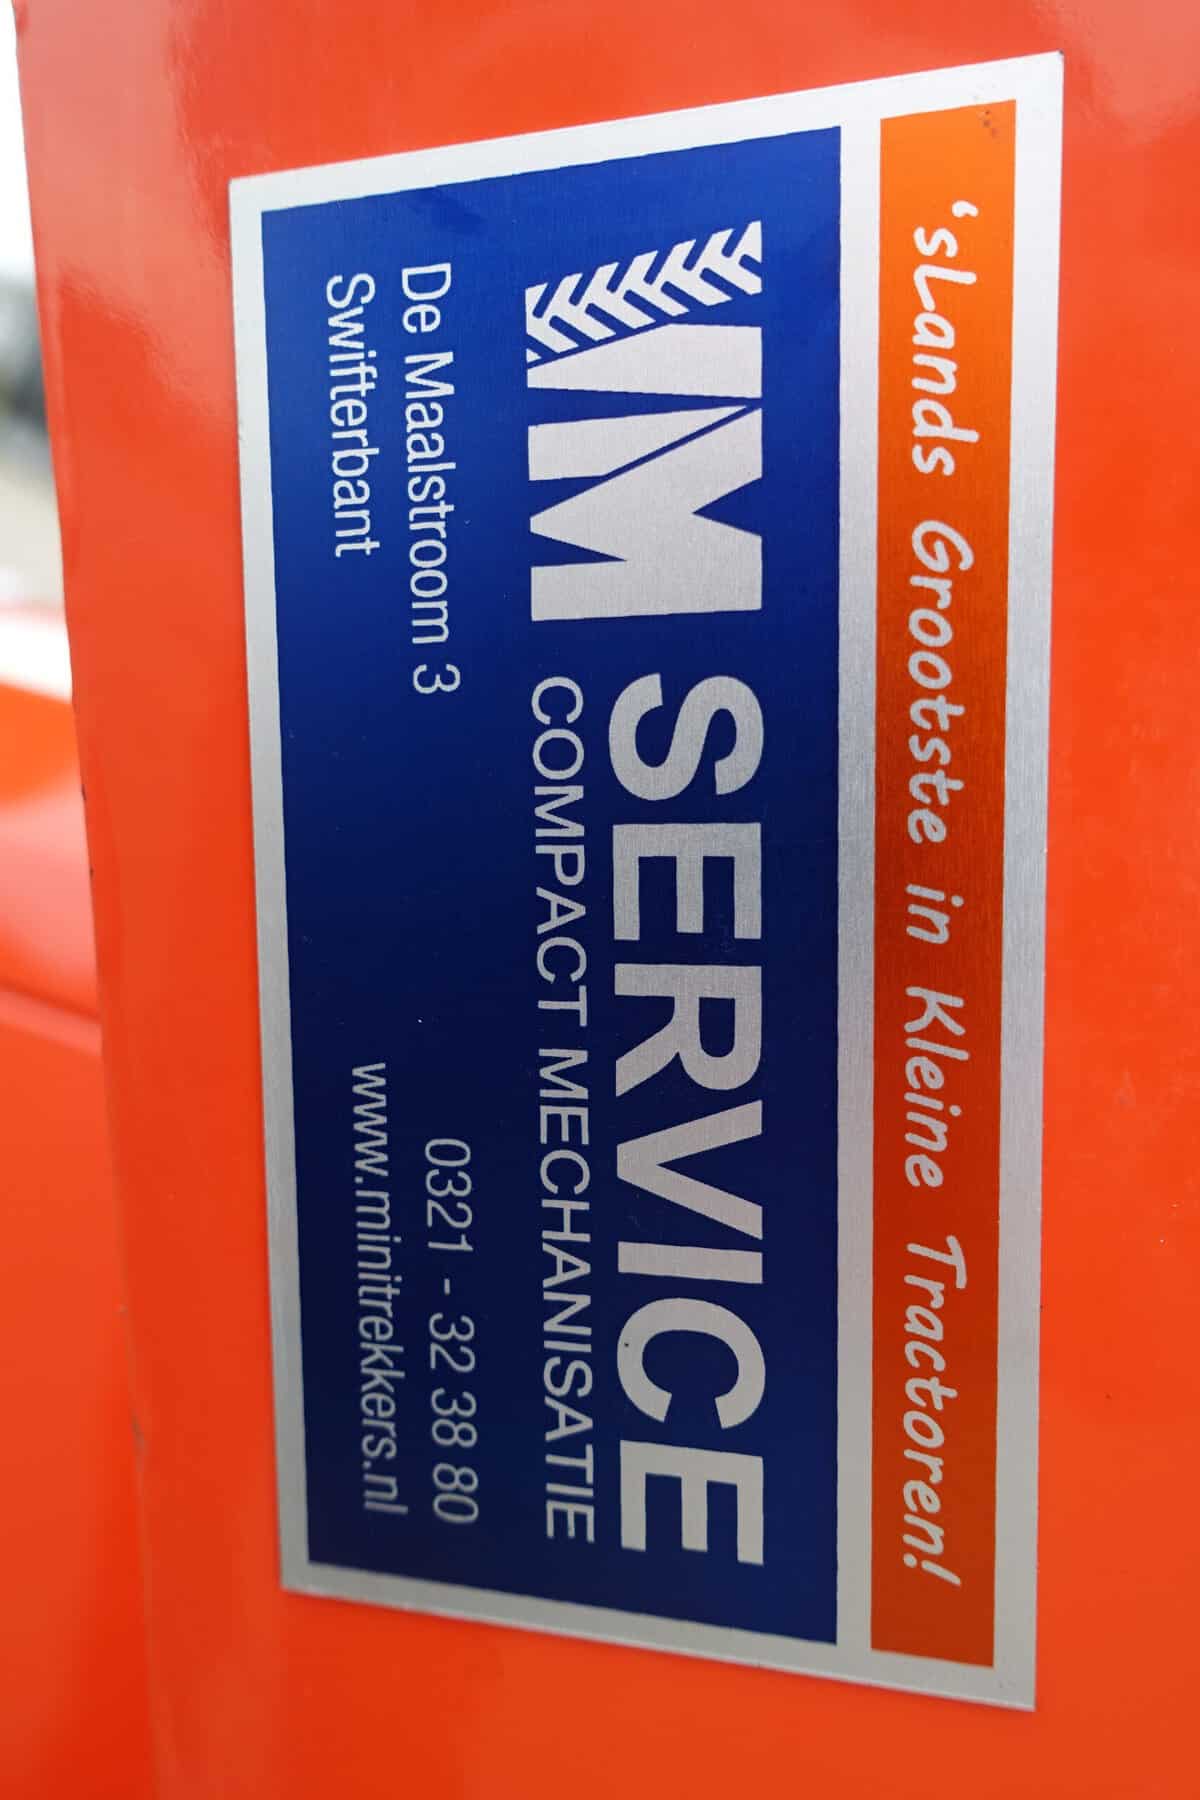 'sLands Grootste in Kleine Tractoren!
MM SERVICE
COMPACT MECHANISATIE
De Maalstroom 3
Swifterbant
0321 - 32 38 80
www.minitrekkers.nl